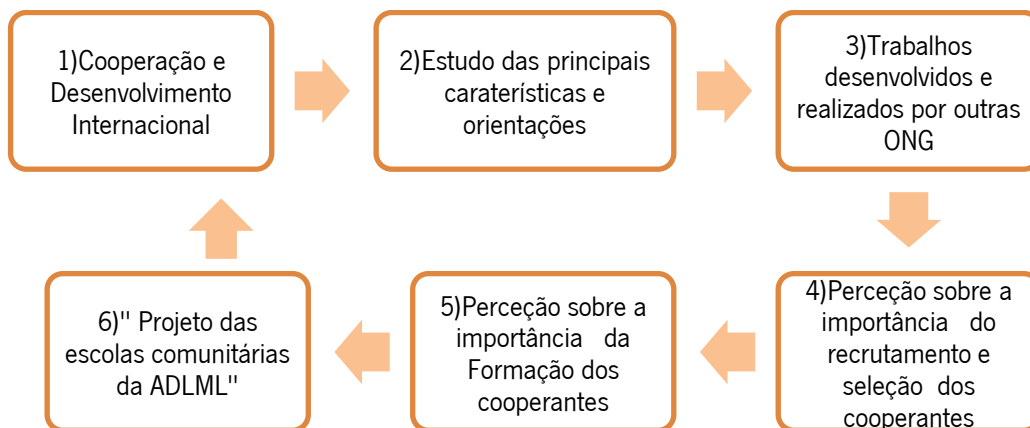 1)Cooperação e
Desenvolvimento
Internacional
2)Estudo das principais
caraterísticas e
orientações
3)Trabalhos
desenvolvidos e
realizados por outras
ONG
4)Perceção sobre a
importância do
recrutamento e
seleção dos
cooperantes
5)Perceção sobre a
importância da
Formação dos
cooperantes
6)" Projeto das
escolas comunitárias
da ADLML"